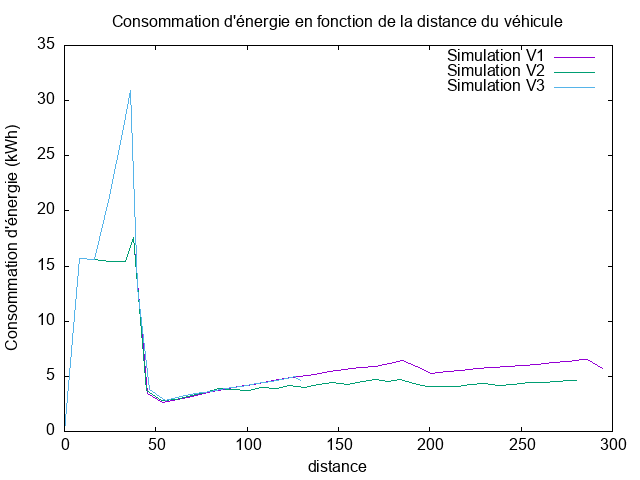 Consommation d'énergie en fonction de la distance du véhicule
35
30
25
20
15
10
5
0
Consommation d'énergie (kWh)
Simulation V1
Simulation V2
Simulation V3
0 50 100 150 200 250 300
distance